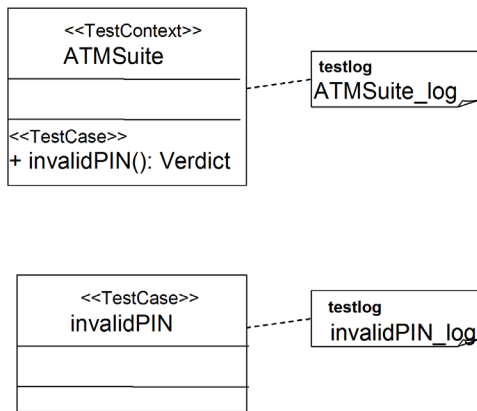 <<TestContext>>
ATMSuite
testlog
ATMSuite_log
<<TestCase>>
+ invalidPIN(): Verdict
<<TestCase>>
invalidPIN
testlog
invalidPIN_log